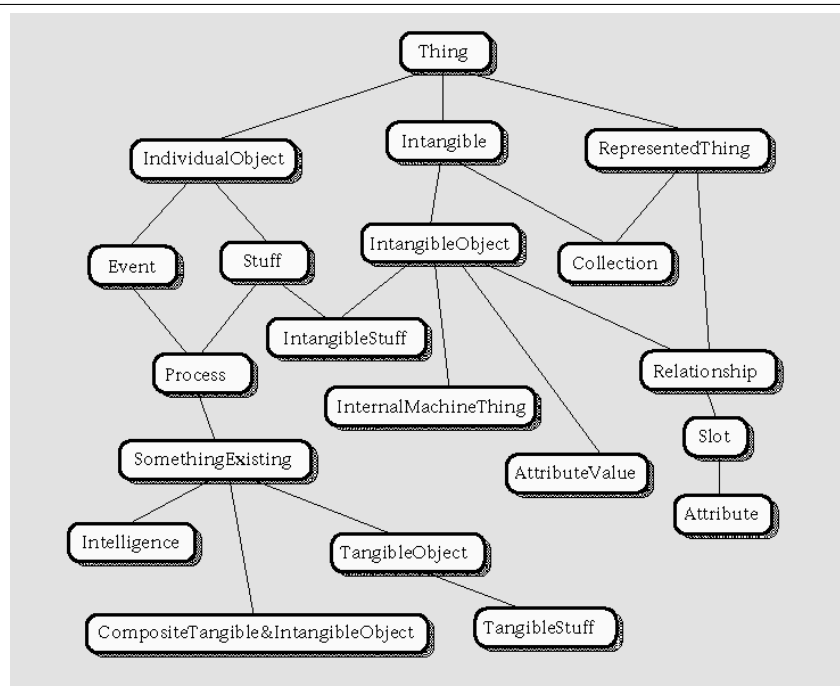 Thing
Intangible
RepresentedThing
IndividualObject
IntangibleObject
Event
Stuff
Collection
IntangibleStuff
Process
Relationship
InternalMachineThing
Slot
SomethingExisting
AttributeValue
Attribute
Intelligence
TangibleObject
CompositeTangible&IntangibleObject
TangibleStuff